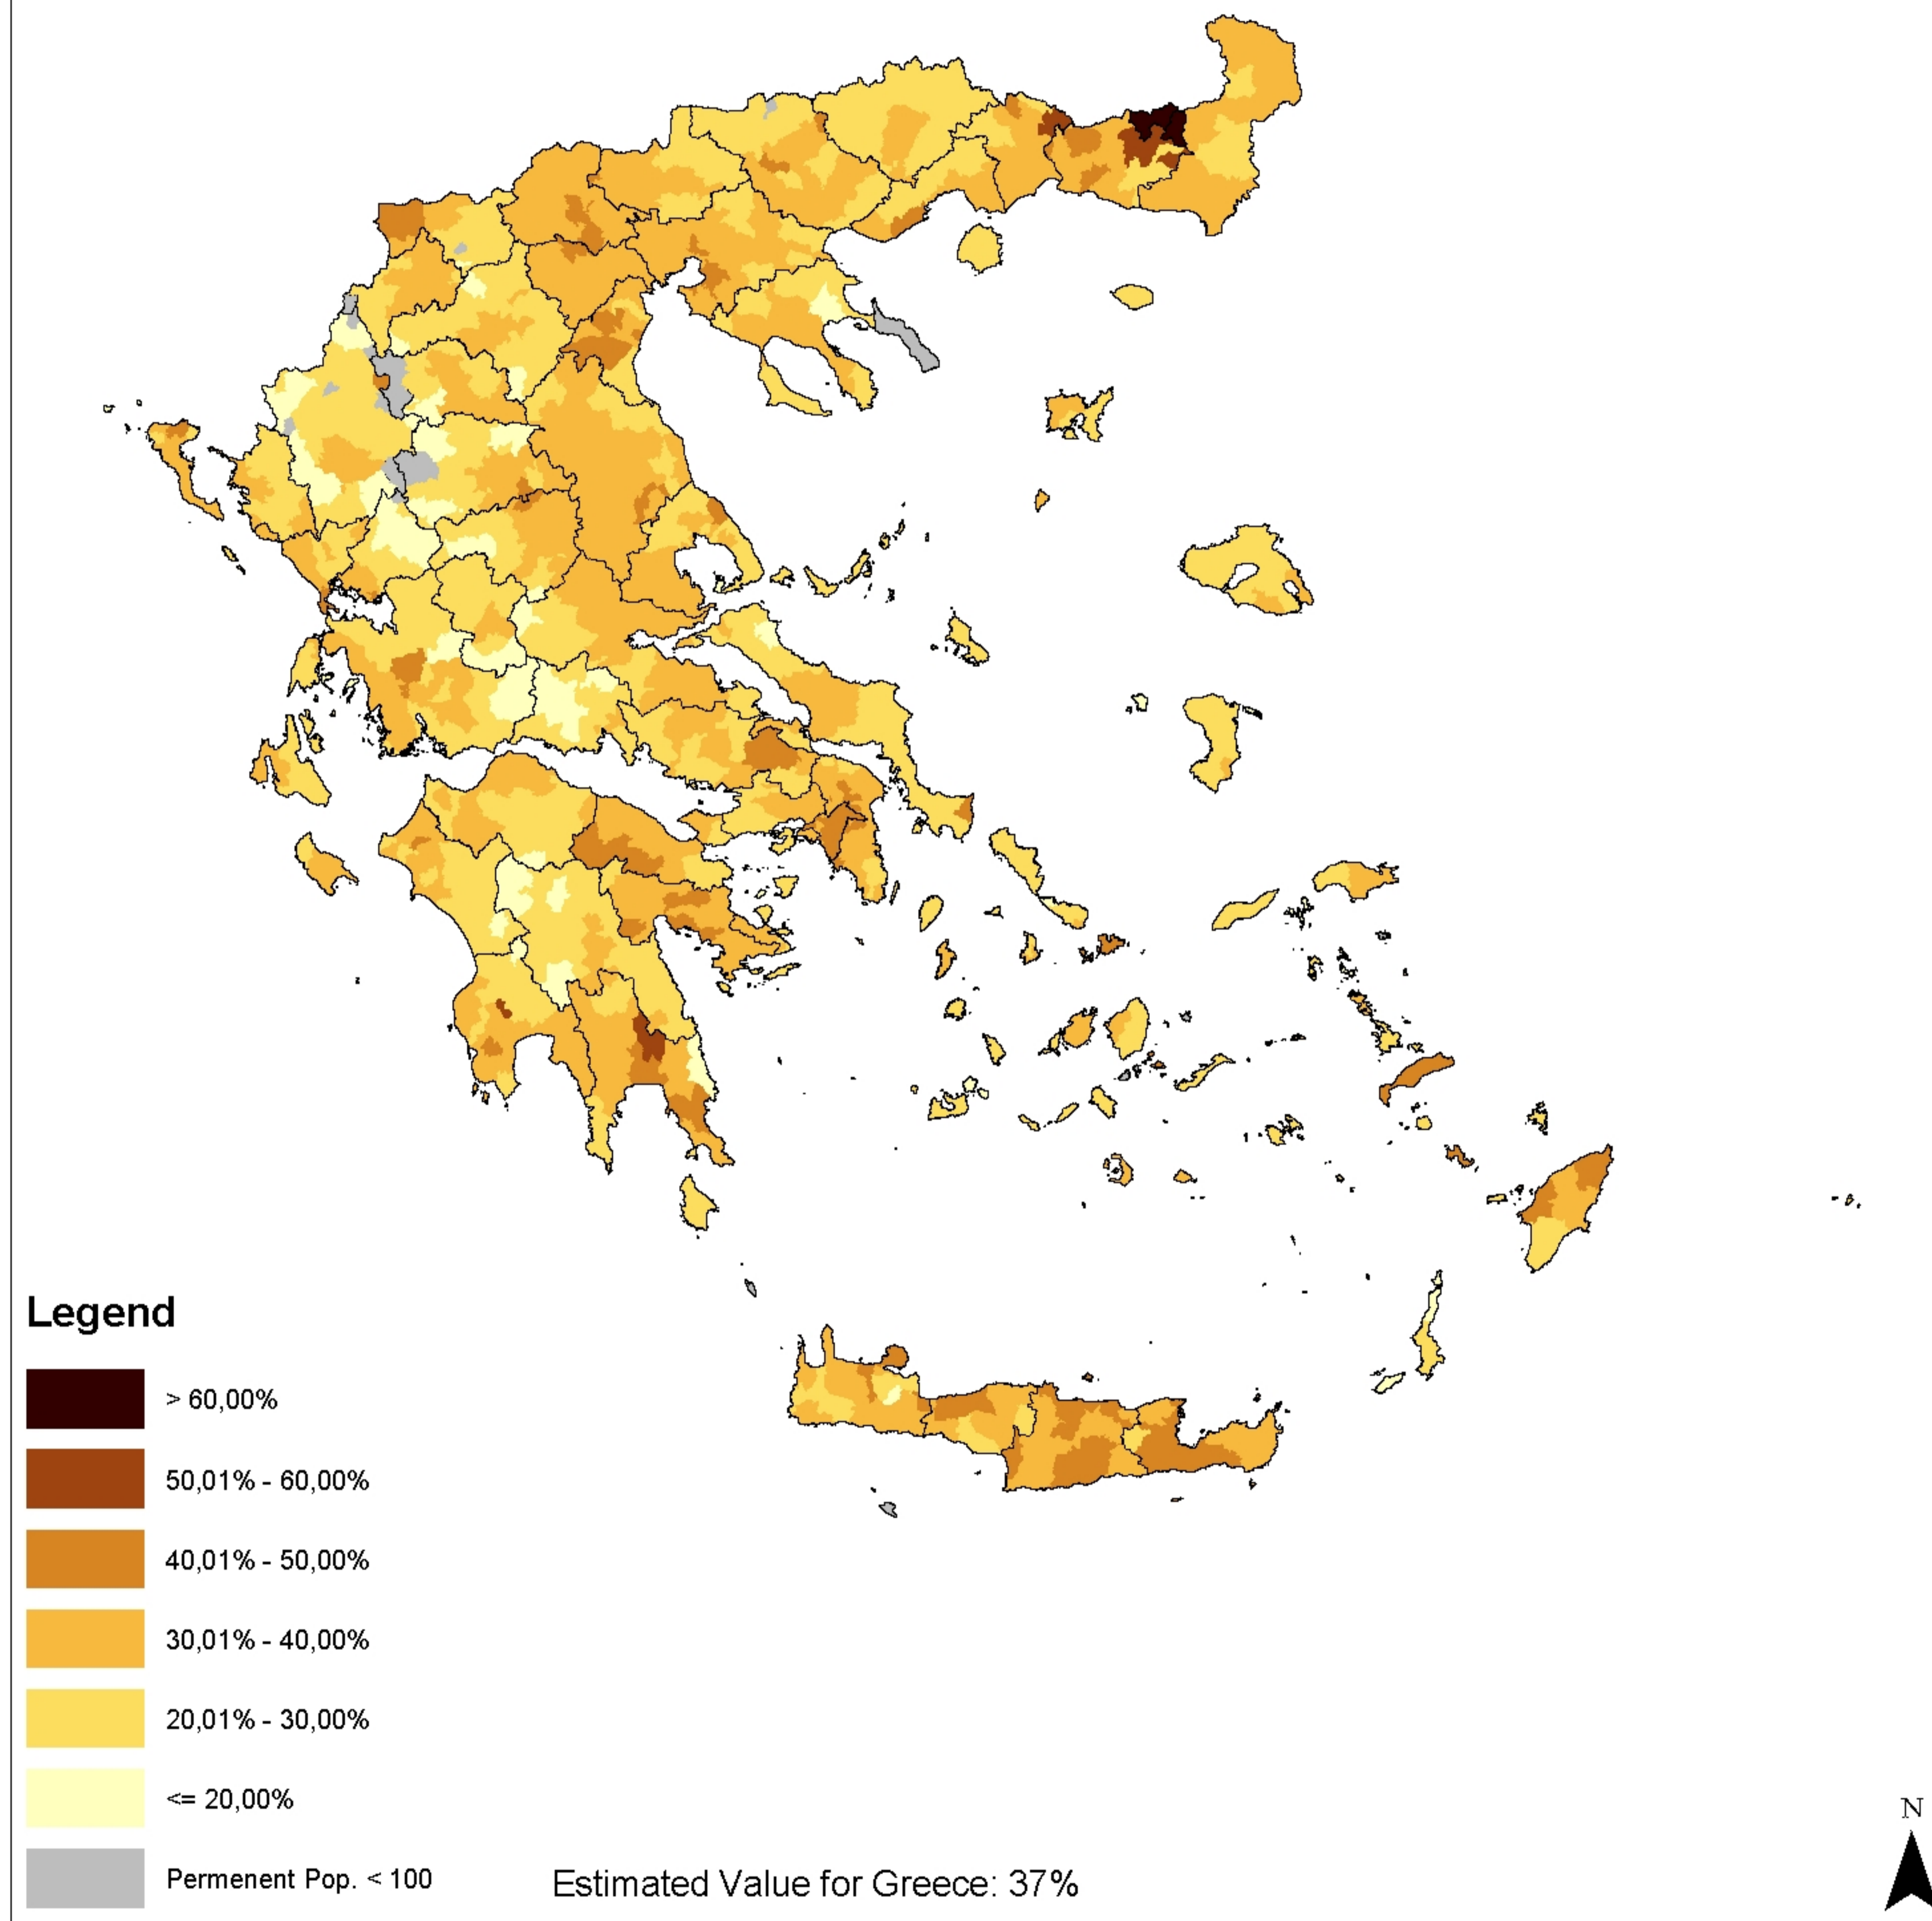 Legend
> 60,00%
50,01% - 60,00%
40,01% - 50,00%
30,01% - 40,00%
20,01% - 30,00%
<= 20,00%
Permenent Pop. < 100
Estimated Value for Greece: 37%
N